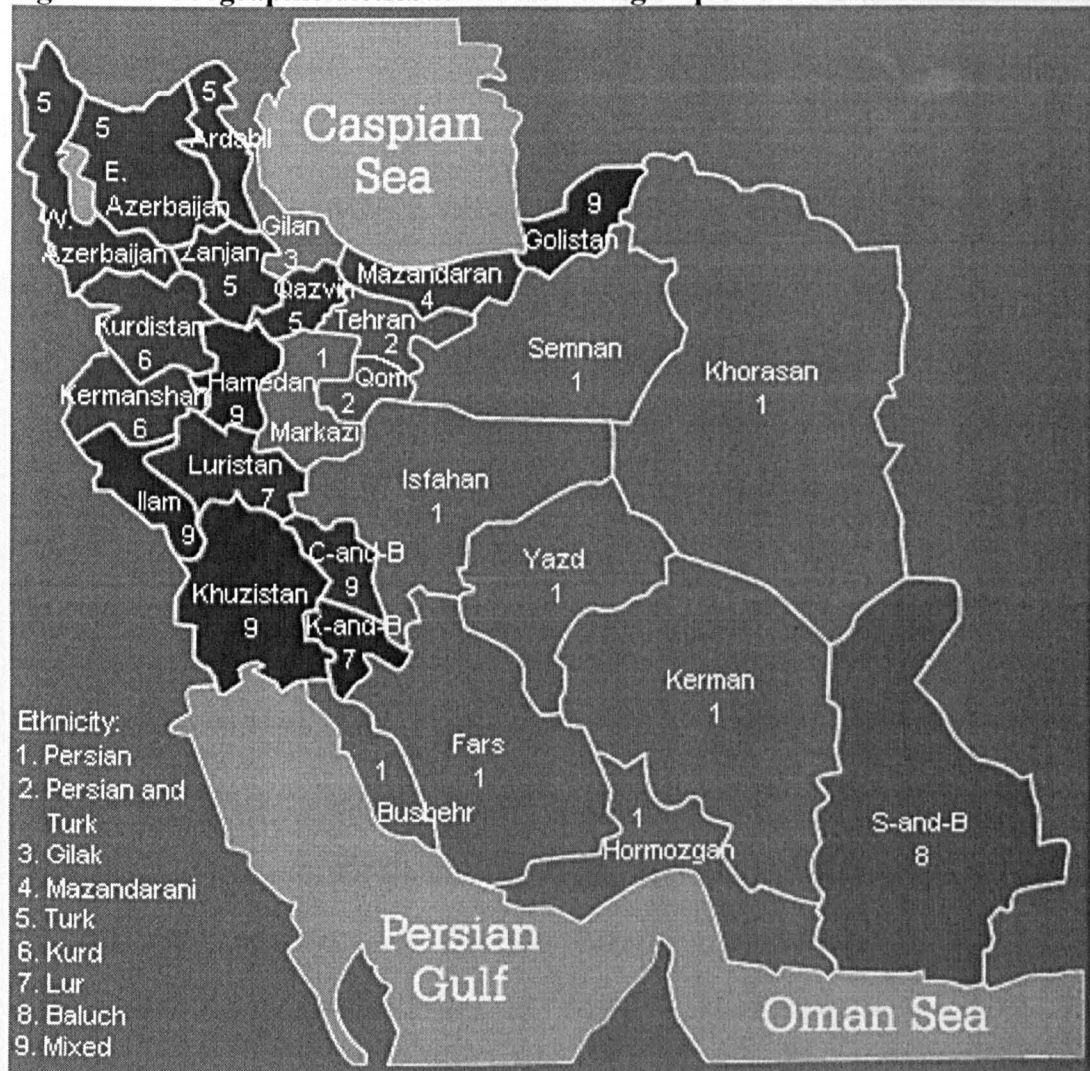 5
5
5
Ardabil
Caspian
Sea
E.
Azerbaijan
W.
Azerbaijan
Zanjan
5
Gilan
3
Qazvin
5
Mazandaran
4
9
Golistan
Tehran
2
Semnan
1
Khorasan
1
Kurdistan
6
Hamedan
9
1
Markazi
Qom
2
Kermanshah
6
Luristan
7
Isfahan
1
Ilam
9
C-and-B
9
Yazd
1
Khuzistan
9
K-and-B
7
Kerman
1
Fars
1
1
Bushehr
1
Hormozgan
S-and-B
8
Ethnicity:
1. Persian
2. Persian and
Turk
3. Gilak
4. Mazandarani
5. Turk
6. Kurd
7. Lur
8. Baluch
9. Mixed
Persian
Gulf
Oman Sea